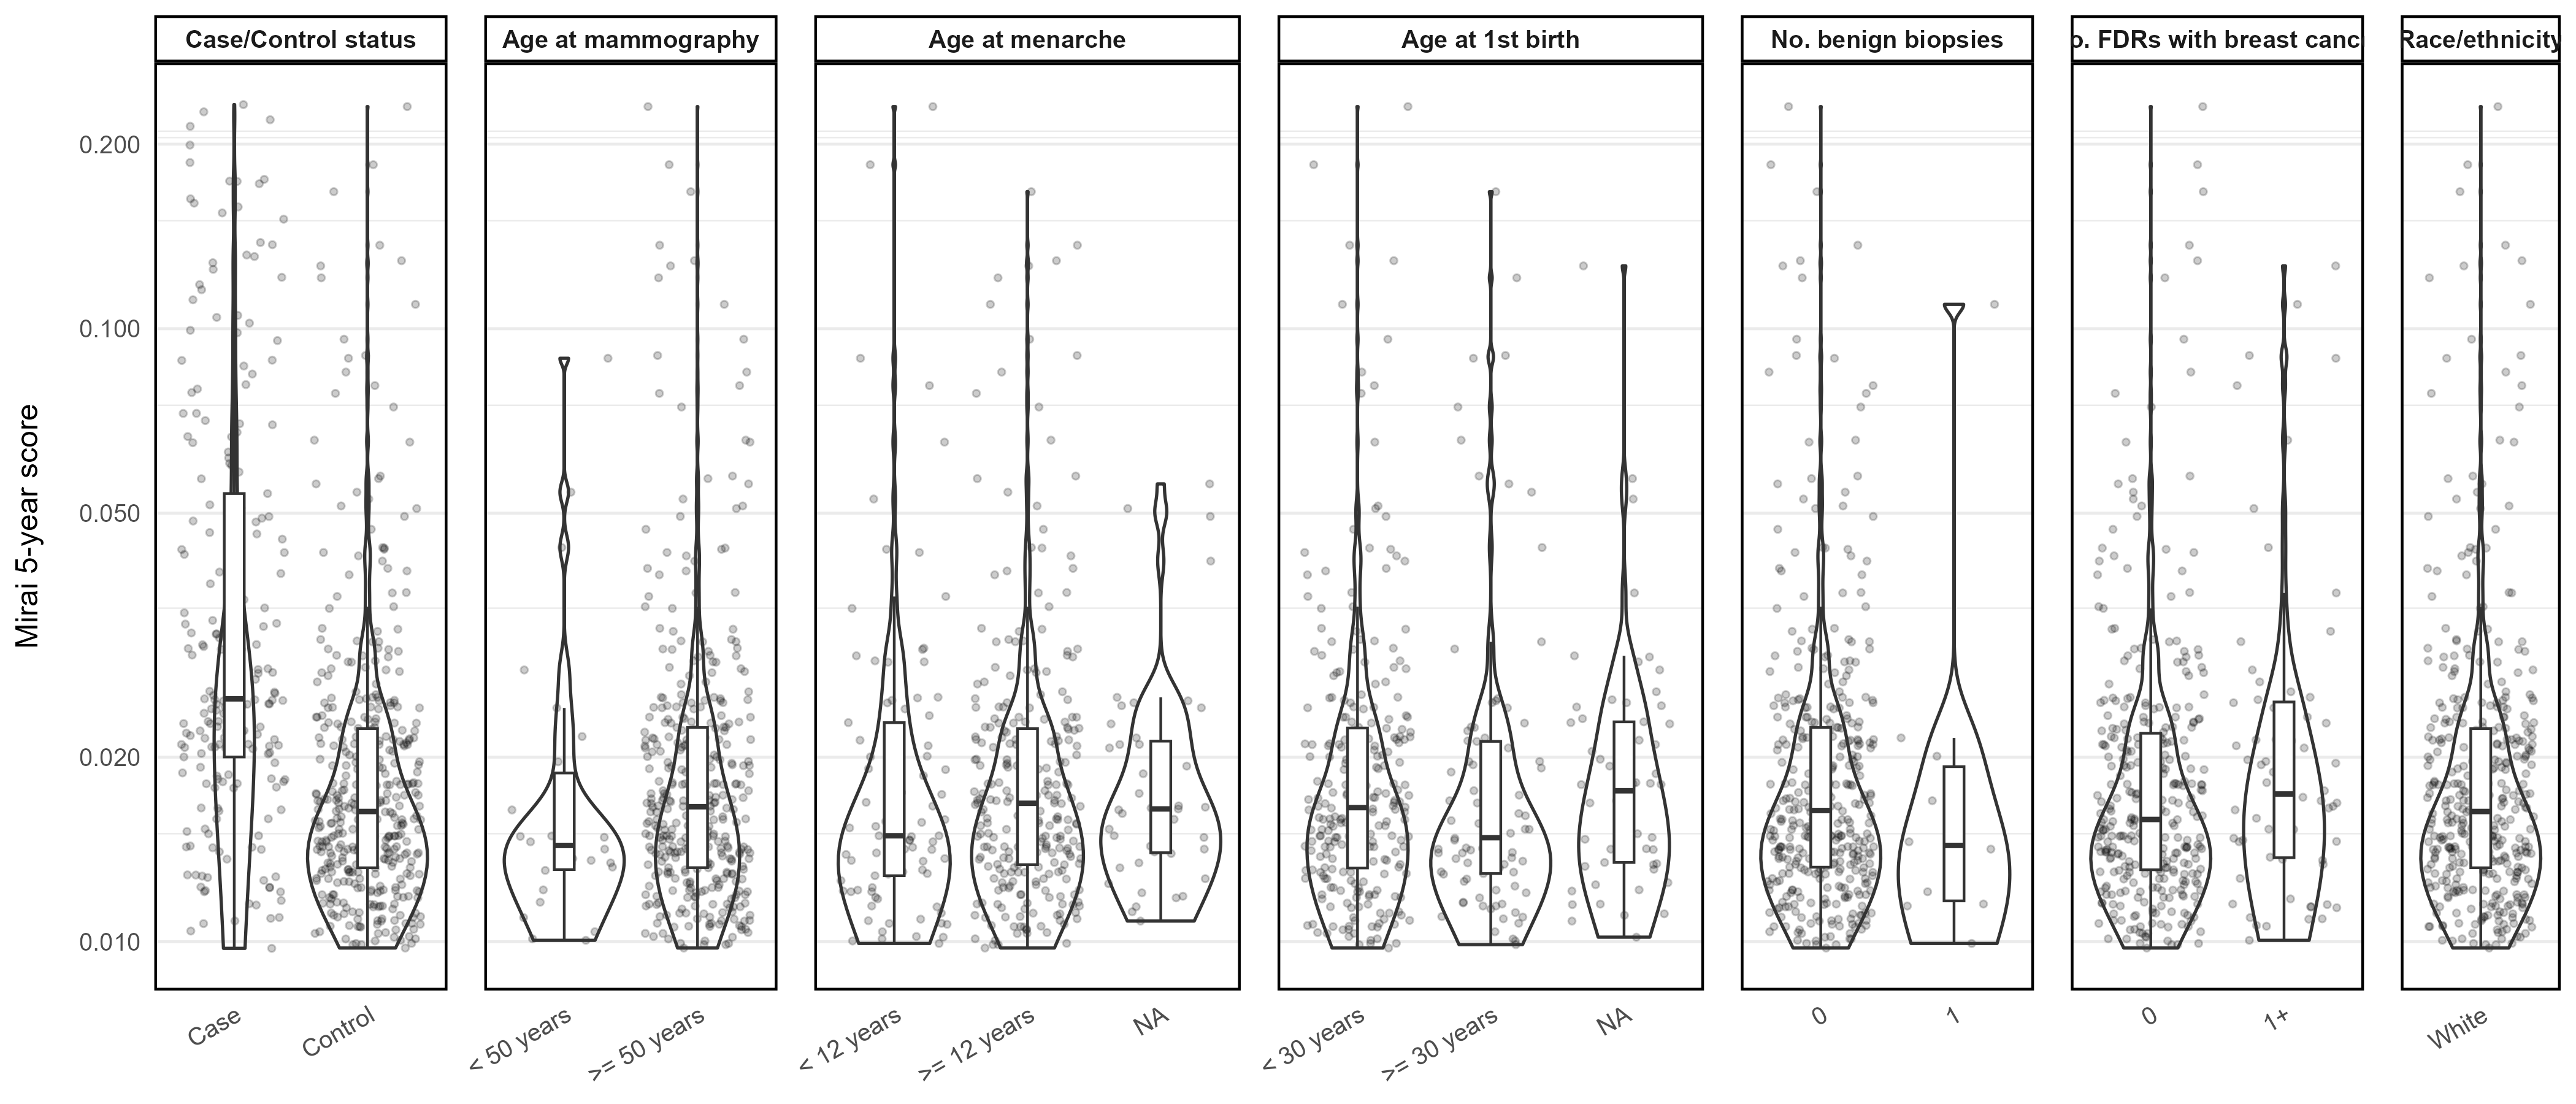 Case/Control status
Age at mammography
Age at menarche
Age at 1st birth
No. benign biopsies
o. FDRs with breast canc
Race/ethnicity
Mirai 5-year score
0.200
0.100
0.050
0.020
0.010
Case
Control
< 50 years
>= 50 years
< 12 years
>= 12 years
NA
< 30 years
>= 30 years
NA
0
1
0
1+
White